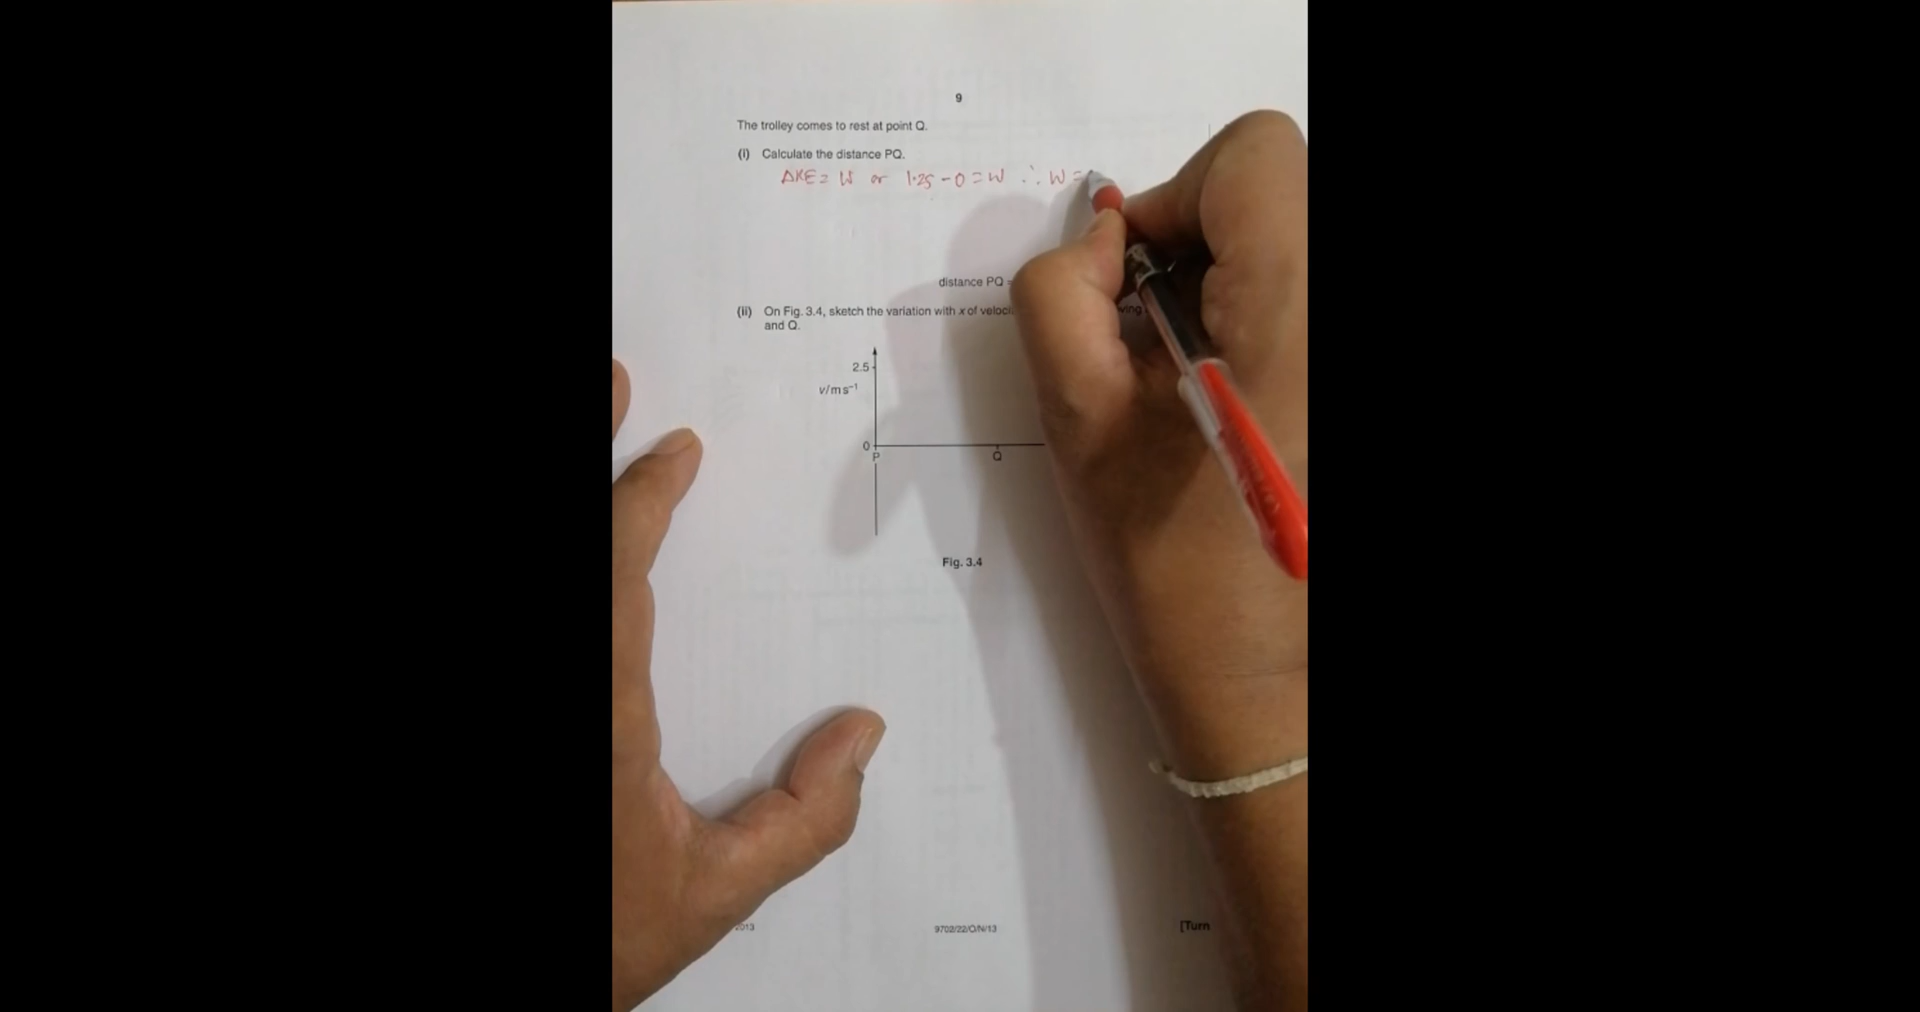 9
The trolley comes to rest at point Q.
(i) Calculate the distance PQ.
ΔKE = W or 1.25 - 0 = W ∴ W =
distance PQ =
(ii) On Fig. 3.4, sketch the variation with x of
and Q.
2.5
v/ms⁻¹
0
P
Q
Fig. 3.4
2013
9702/22/O/N/13
[Turn